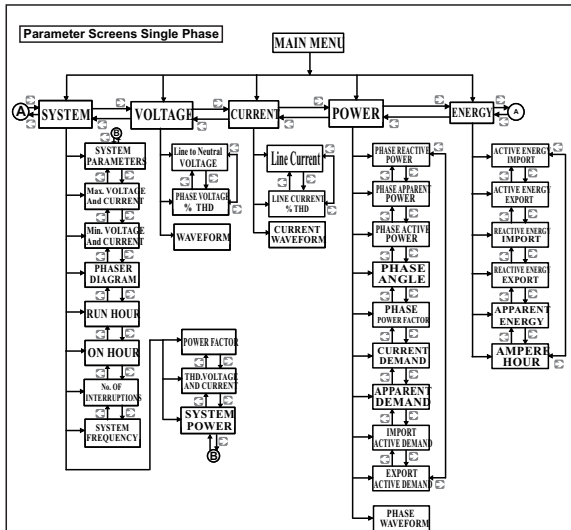 Parameter Screens Single Phase
MAIN MENU
A
SYSTEM
VOLTAGE
CURRENT
POWER
ENERGY
A
B
SYSTEM
PARAMETERS
Max. VOLTAGE
And CURRENT
Min. VOLTAGE
And CURRENT
PHASER
DIAGRAM
RUN HOUR
ON HOUR
No. OF
INTERRUPTIONS
SYSTEM
FREQUENCY
POWER FACTOR
THD.VOLTAGE
AND CURRENT
SYSTEM
POWER
B
Line to Neutral
VOLTAGE
PHASE VOLTAGE
% THD
WAVEFORM
Line Current
LINE CURRENT
% THD
CURRENT
WAVEFORM
PHASE REACTIVE
POWER
PHASE APPARENT
POWER
PHASE ACTIVE
POWER
PHASE
ANGLE
PHASE
POWER FACTOR
CURRENT
DEMAND
APPARENT
DEMAND
IMPORT
ACTIVE DEMAND
EXPORT
ACTIVE DEMAND
PHASE
WAVEFORM
ACTIVE ENERGY
IMPORT
ACTIVE ENERGY
EXPORT
REACTIVE ENERGY
IMPORT
REACTIVE ENERGY
EXPORT
APPARENT
ENERGY
AMPERE
HOUR